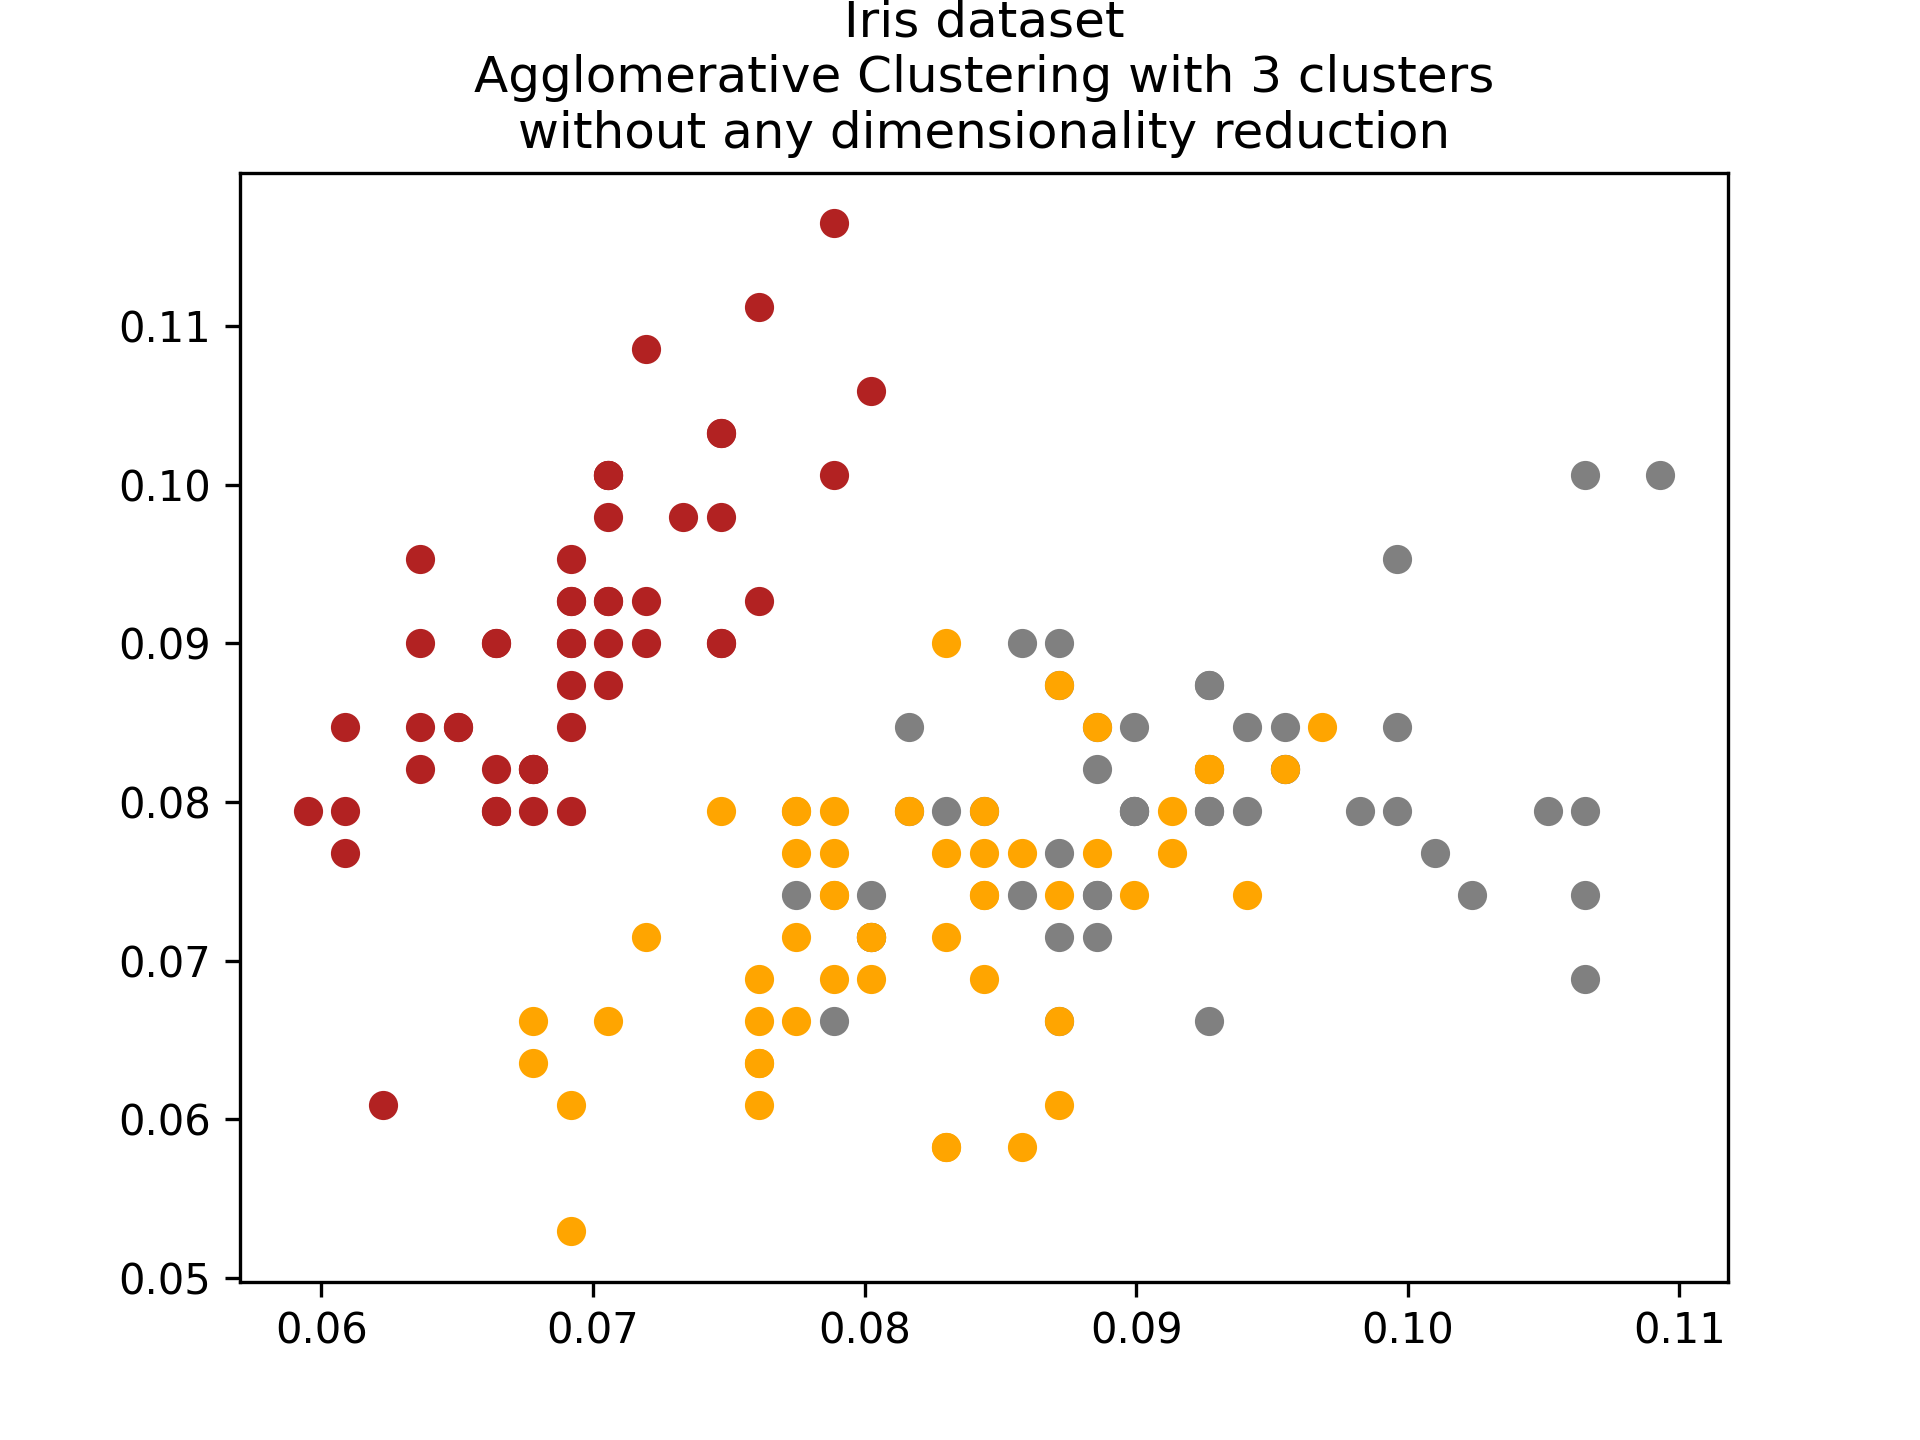 Iris dataset
Agglomerative Clustering with 3 clusters
without any dimensionality reduction
0.11
0.10
0.09
0.08
0.07
0.06
0.05
0.06 0.07 0.08 0.09 0.10 0.11